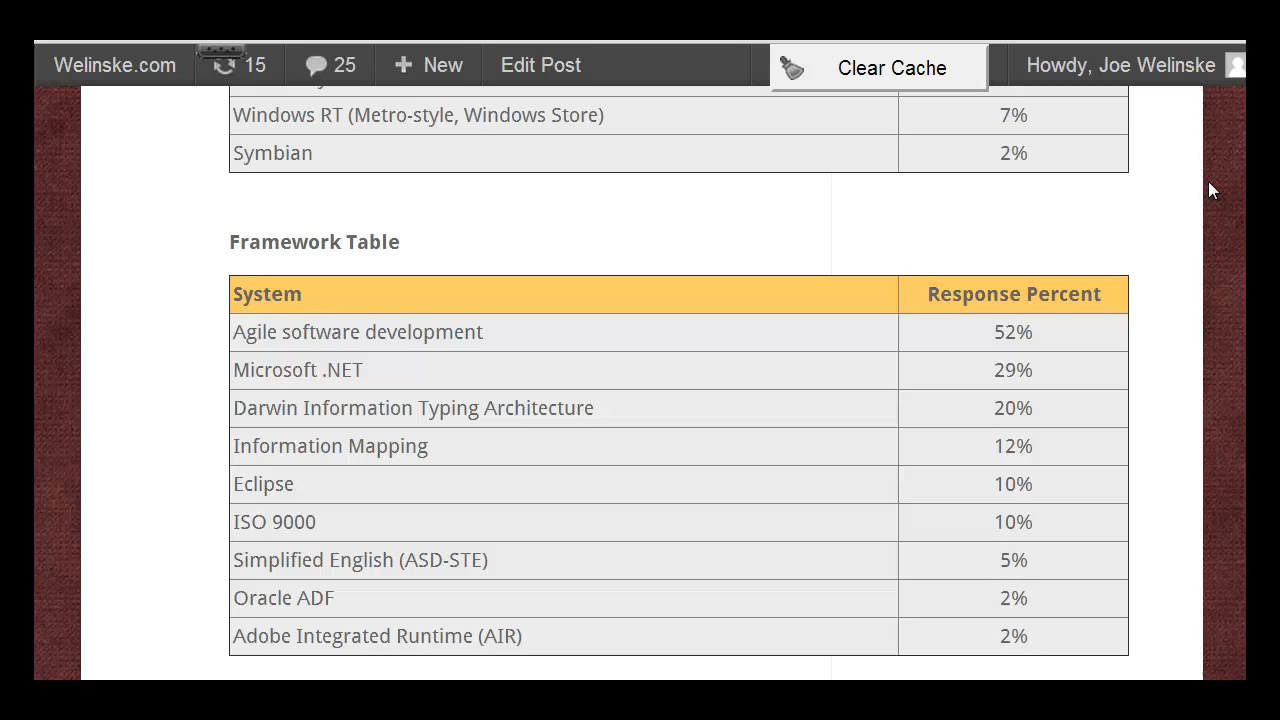 Welinske.com 15 25 New Edit Post Clear Cache Howdy, Joe Welinske
Windows RT (Metro-style, Windows Store) 7%
Symbian 2%
Framework Table
System Response Percent
Agile software development 52%
Microsoft .NET 29%
Darwin Information Typing Architecture 20%
Information Mapping 12%
Eclipse 10%
ISO 9000 10%
Simplified English (ASD-STE) 5%
Oracle ADF 2%
Adobe Integrated Runtime (AIR) 2%